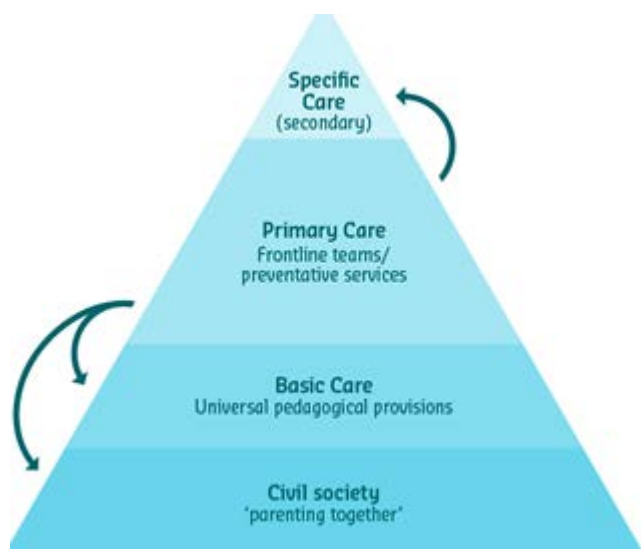 Specific
Care
(secondary)
Primary Care
Frontline teams/
preventative services
Basic Care
Universal pedagogical provisions
Civil society
'parenting together'